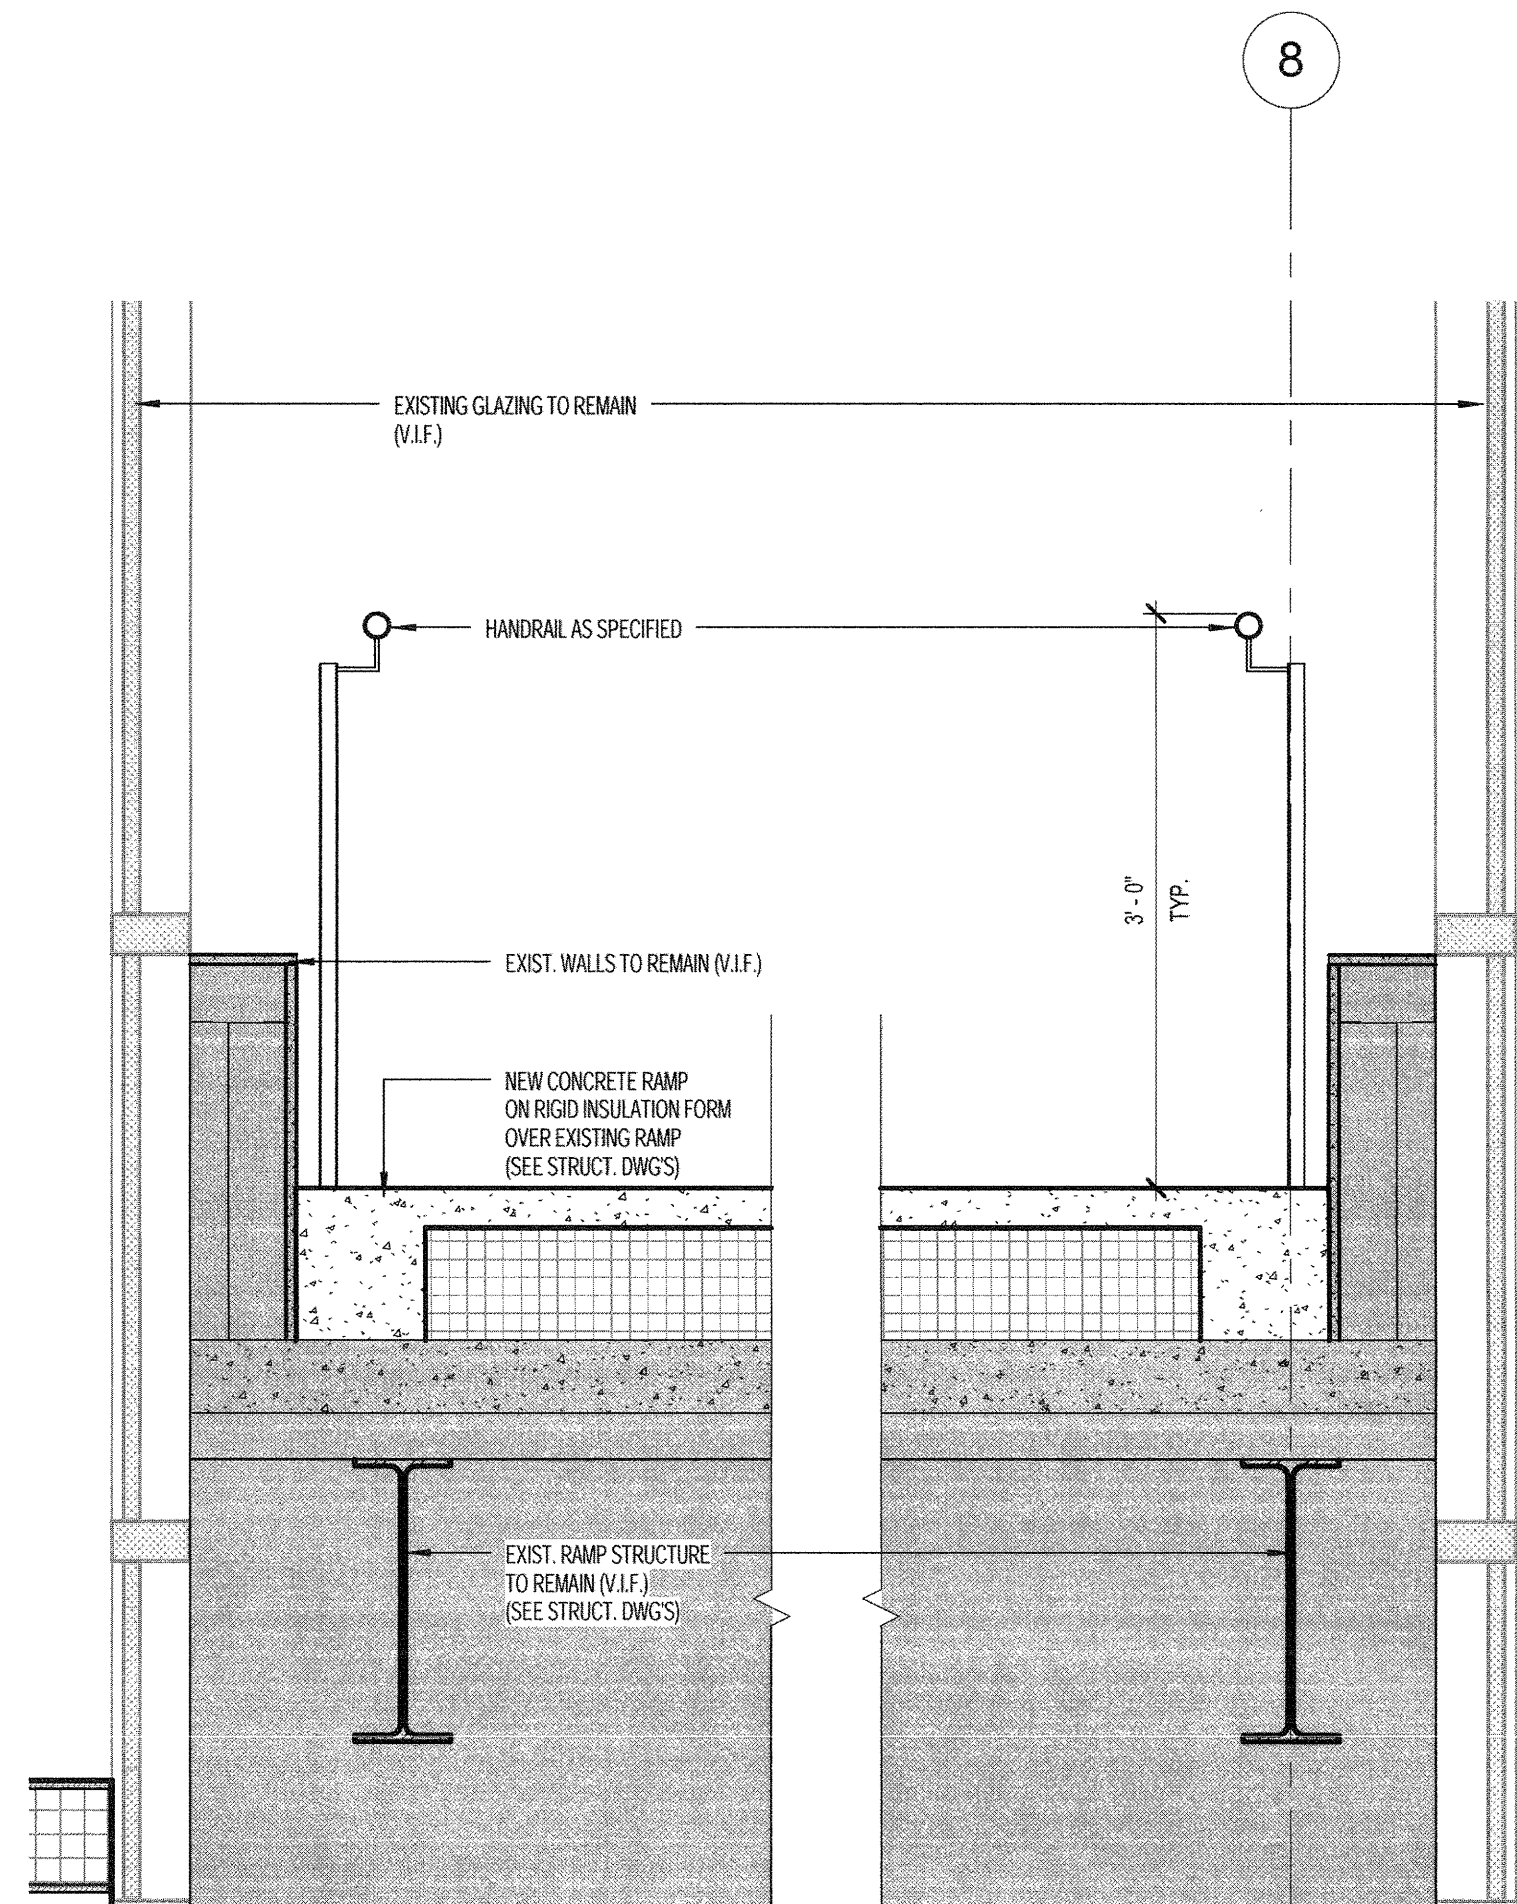 8
EXISTING GLAZING TO REMAIN
(V.I.F.)
HANDRAIL AS SPECIFIED
3' - 0"
TYP.
EXIST. WALLS TO REMAIN (V.I.F.)
NEW CONCRETE RAMP
ON RIGID INSULATION FORM
OVER EXISTING RAMP
(SEE STRUCT. DWG'S)
EXIST. RAMP STRUCTURE
TO REMAIN (V.I.F.)
(SEE STRUCT. DWG'S)